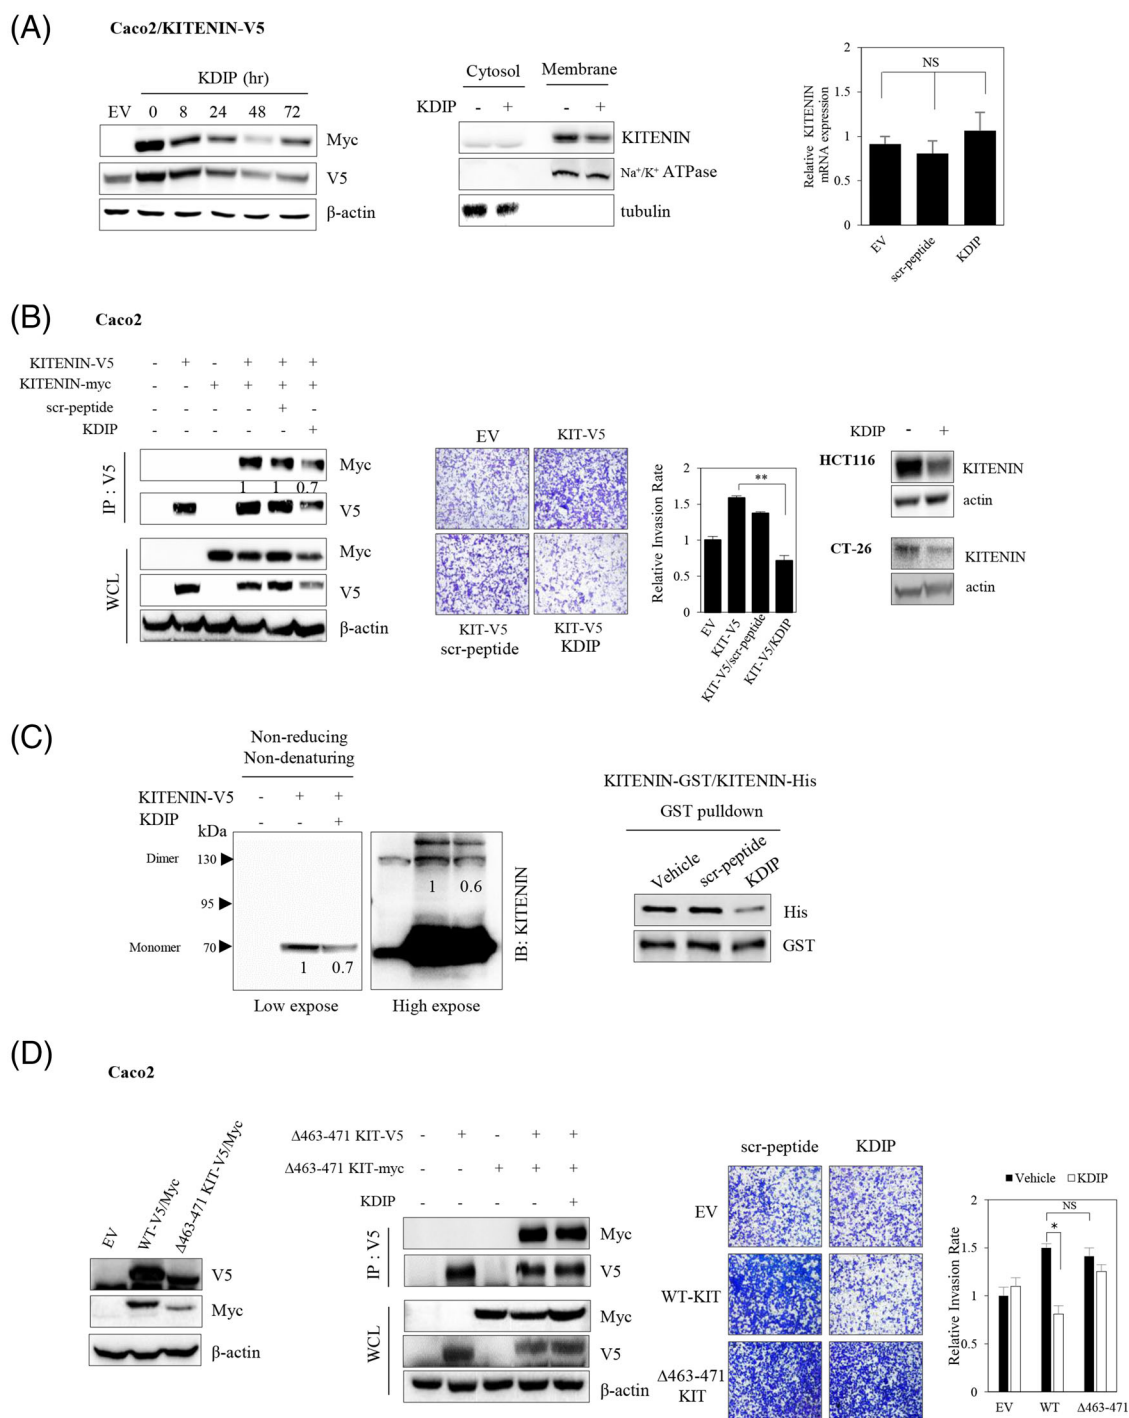 (A)
Caco2/KITENIN-V5
KDIP (hr)
EV 0 8 24 48 72
Myc
V5
β-actin
Cytosol Membrane
KDIP - + - +
KITENIN
Na⁺/K⁺ ATPase
tubulin
Relative KITENIN
mRNA expression
2
1.5
1
0.5
0
NS
EV
scr-peptide
KDIP
(B)
Caco2
KITENIN-V5 - + - + + +
KITENIN-myc - - + + + +
scr-peptide - - - - + -
KDIP - - - - - +
IP : V5
Myc
1 1 0.7
V5
WCL
Myc
V5
β-actin
EV KIT-V5
KIT-V5 KIT-V5
scr-peptide KDIP
Relative Invasion Rate
2
1.5
1
0.5
0
**
EV
KIT-V5
KIT-V5/scr-peptide
KIT-V5/KDIP
KDIP - +
HCT116
KITENIN
actin
CT-26
KITENIN
actin
(C)
Non-reducing
Non-denaturing
KITENIN-V5 - + +
KDIP - - +
kDa
Dimer 130
95
Monomer 70
1 0.7
1 0.6
Low expose High expose
IB: KITENIN
KITENIN-GST/KITENIN-His
GST pulldown
Vehicle
scr-peptide
KDIP
His
GST
(D)
Caco2
EV
WT-V5/Myc
Δ463-471 KIT-V5/Myc
V5
Myc
β-actin
Δ463-471 KIT-V5 - + - + +
Δ463-471 KIT-myc - - + + +
KDIP - - - - +
IP : V5
Myc
V5
WCL
Myc
V5
β-actin
scr-peptide KDIP
EV
WT-KIT
Δ463-471
KIT
Vehicle KDIP
Relative Invasion Rate
2
1.5
1
0.5
0
NS
*
EV WT Δ463-471